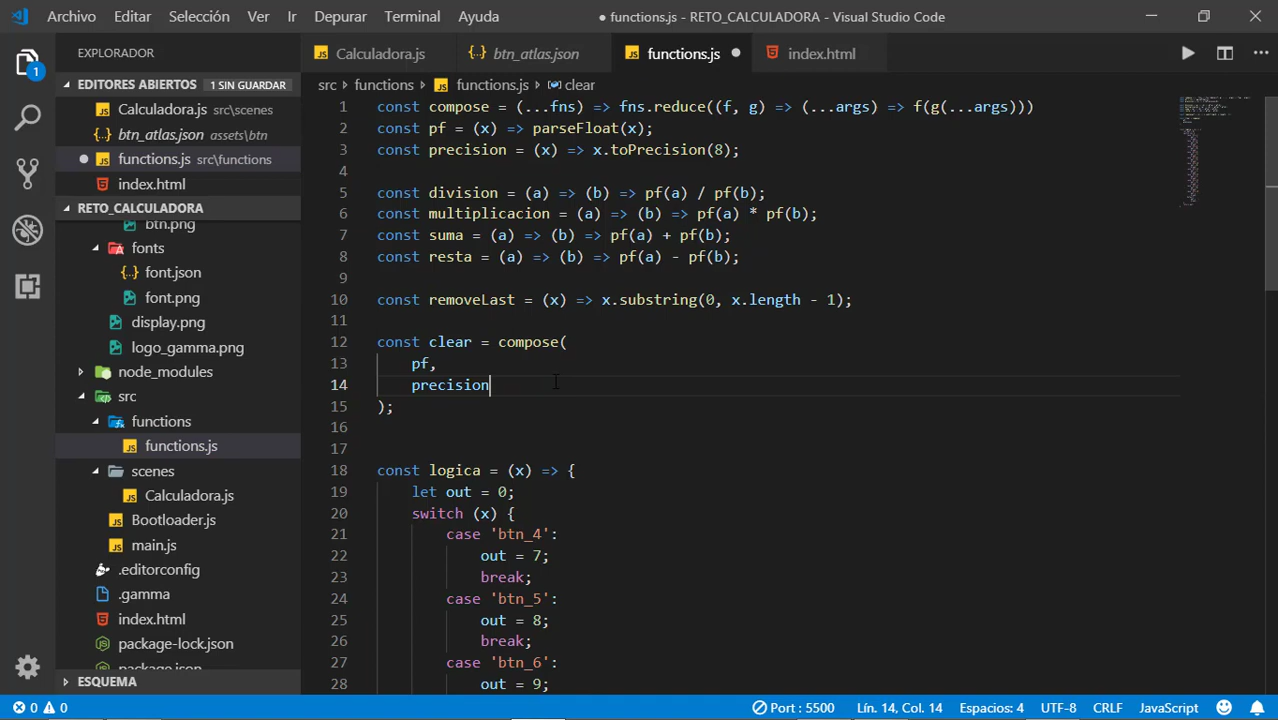 Archivo Editar Selección Ver Ir Depurar Terminal Ayuda ● functions.js - RETO_CALCULADORA - Visual Studio Code
1
EXPLORADOR
EDITORES ABIERTOS 1 SIN GUARDAR
Calculadora.js src\scenes
btn_atlas.json assets\btn
functions.js src\functions
index.html
RETO_CALCULADORA
btn.png
fonts
font.json
font.png
display.png
logo_gamma.png
node_modules
src
functions
functions.js
scenes
Calculadora.js
Bootloader.js
main.js
.editorconfig
.gamma
index.html
package-lock.json
package.json
ESQUEMA
Calculadora.js btn_atlas.json functions.js index.html
src > functions > functions.js > clear
1 const compose = (...fns) => fns.reduce((f, g) => (...args) => f(g(...args)))
2 const pf = (x) => parseFloat(x);
3 const precision = (x) => x.toPrecision(8);
4
5 const division = (a) => (b) => pf(a) / pf(b);
6 const multiplicacion = (a) => (b) => pf(a) * pf(b);
7 const suma = (a) => (b) => pf(a) + pf(b);
8 const resta = (a) => (b) => pf(a) - pf(b);
9
10 const removeLast = (x) => x.substring(0, x.length - 1);
11
12 const clear = compose(
13 pf,
14 precision
15 );
16
17
18 const logica = (x) => {
19 let out = 0;
20 switch (x) {
21 case 'btn_4':
22 out = 7;
23 break;
24 case 'btn_5':
25 out = 8;
26 break;
27 case 'btn_6':
28 out = 9;
0 0 Port : 5500 Lín. 14, Col. 14 Espacios: 4 UTF-8 CRLF JavaScript